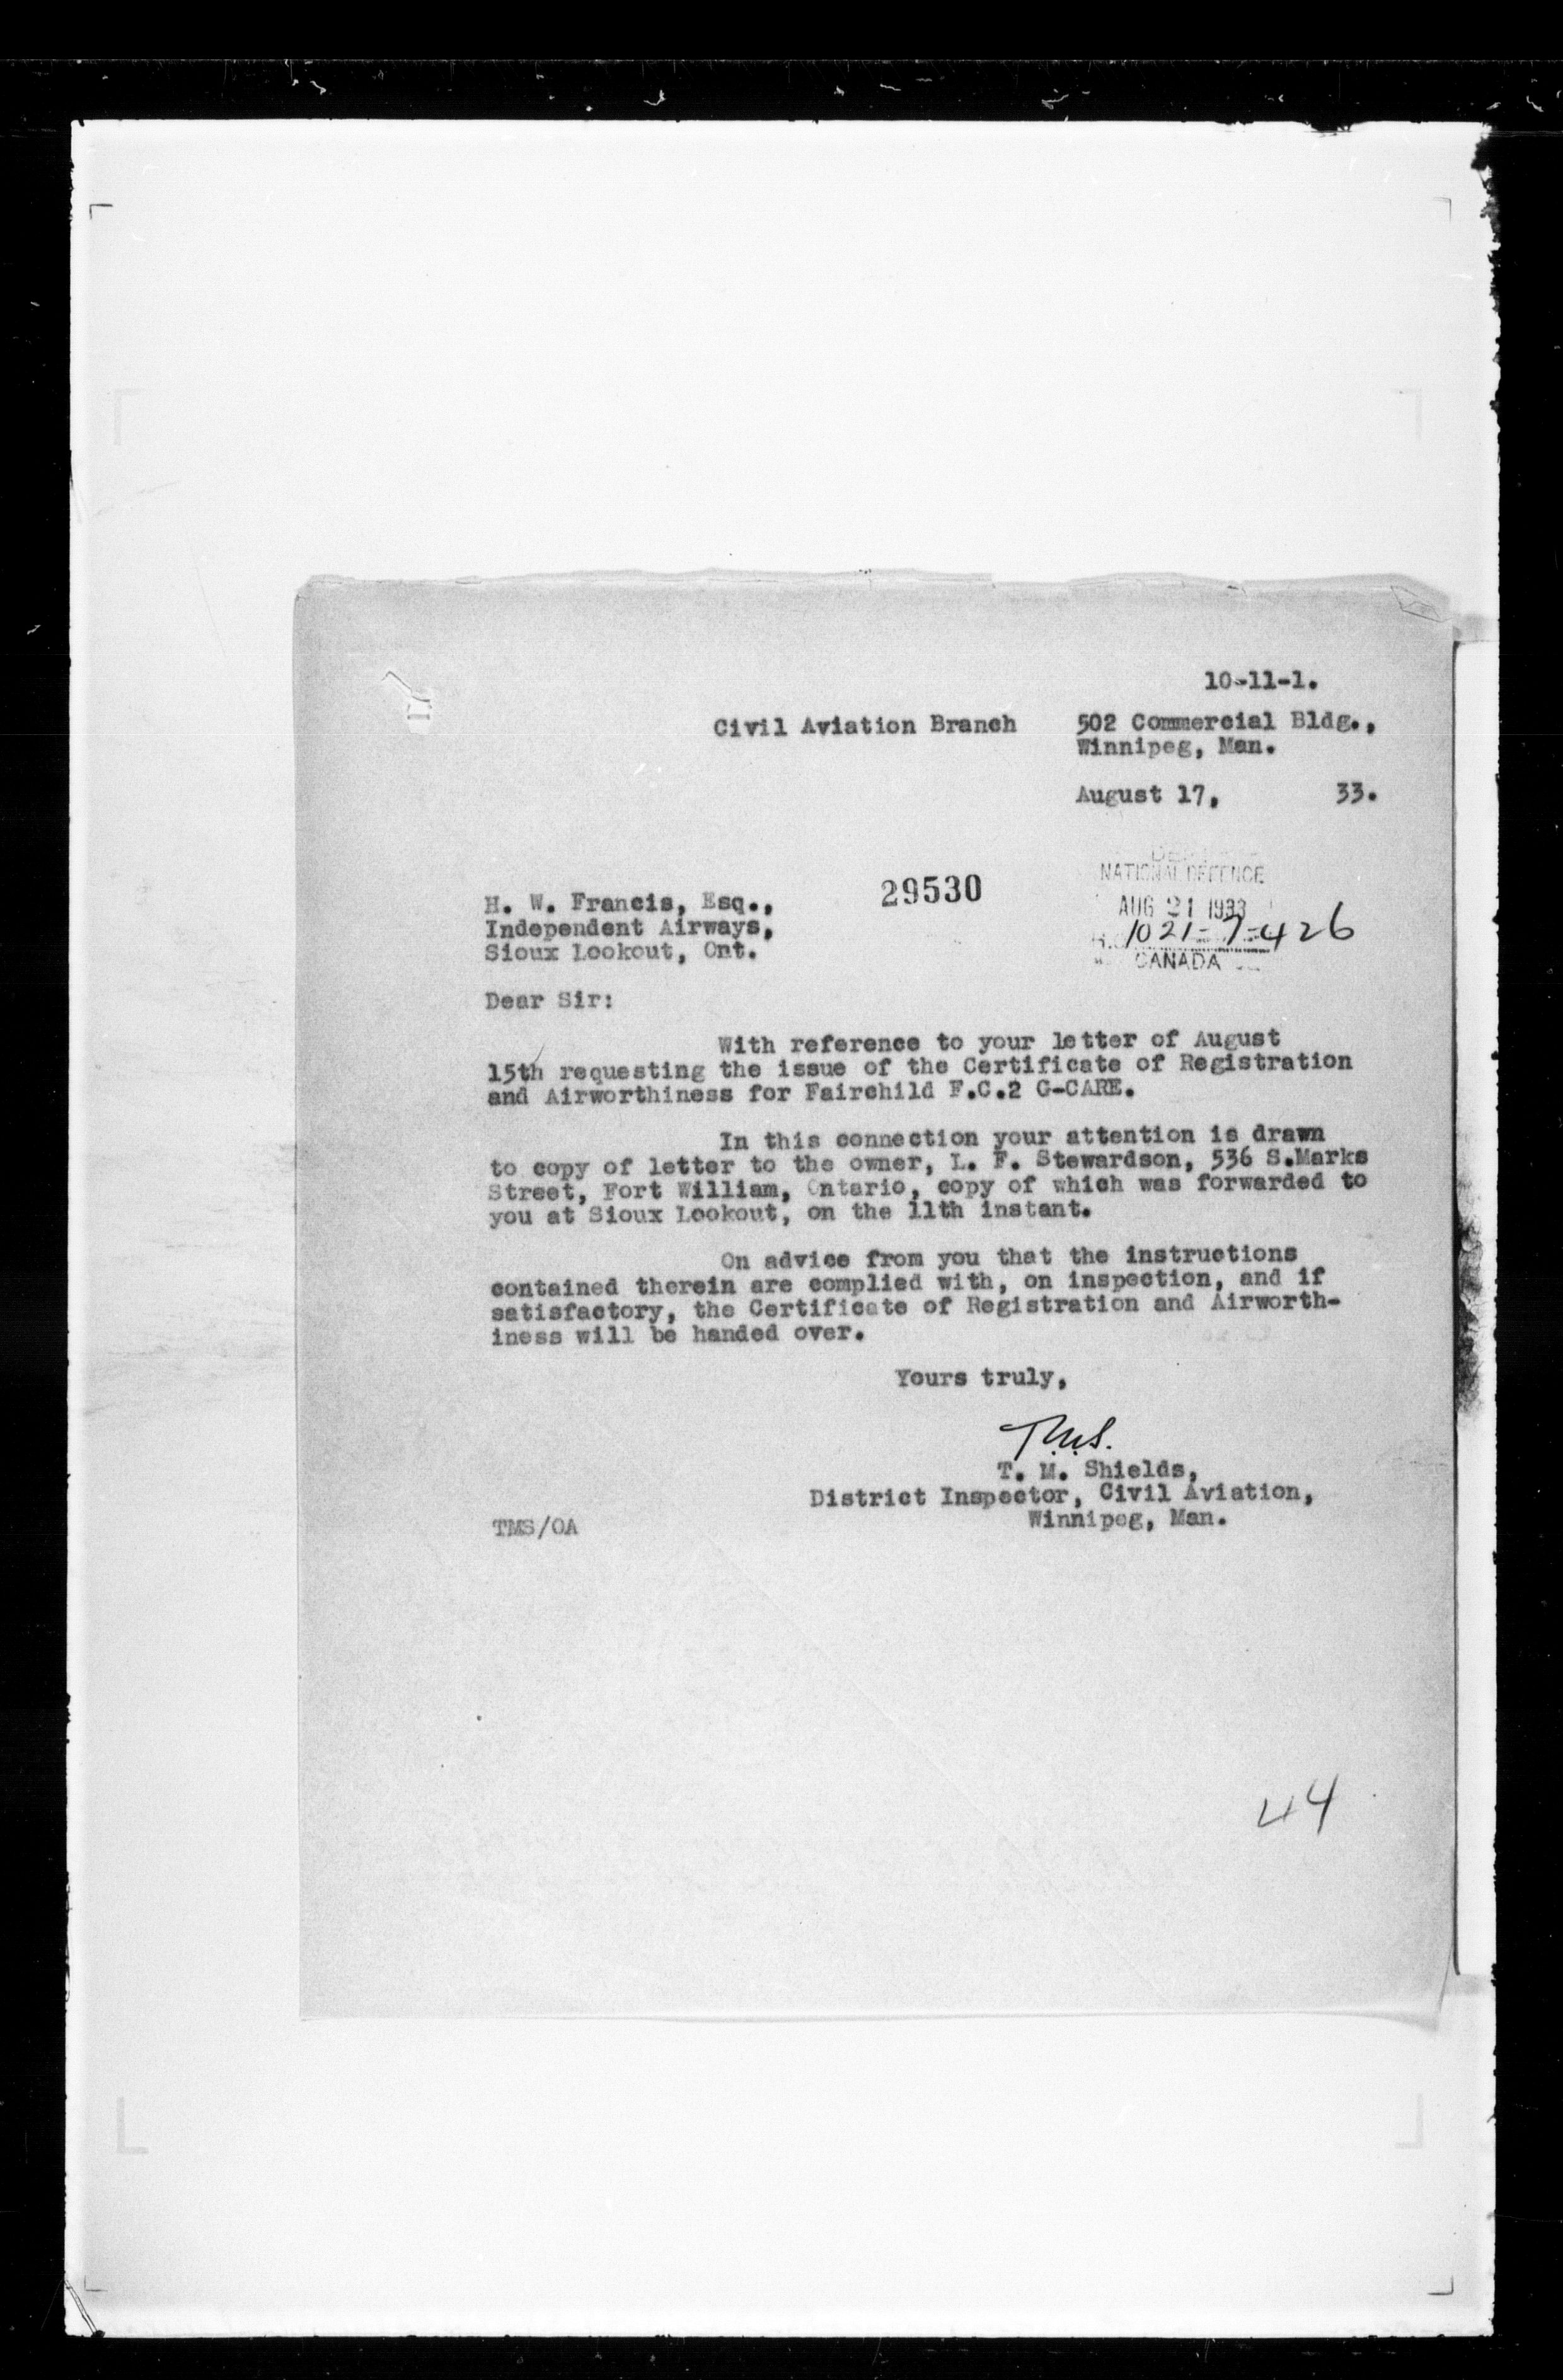 10-11-1.
Civil Aviation Branch 502 Commercial Bldg.,
Winnipeg, Man.
August 17, 33.
NATIONAL DEFENCE
AUG 21 1933
1021-7-426
CANADA
29530
H. W. Francis, Esq.,
Independent Airways,
Sioux Lookout, Ont.
Dear Sir:
With reference to your letter of August
15th requesting the issue of the Certificate of Registration
and Airworthiness for Fairchild F.C.2 G-CARE.
In this connection your attention is drawn
to copy of letter to the owner, L. F. Stewardson, 536 S.Marks
Street, Fort William, Ontario, copy of which was forwarded to
you at Sioux Lookout, on the 11th instant.
On advice from you that the instructions
contained therein are complied with, on inspection, and if
satisfactory, the Certificate of Registration and Airworth-
iness will be handed over.
Yours truly,
T.M.S.
T. M. Shields,
District Inspector, Civil Aviation,
Winnipeg, Man.
TMS/OA
44